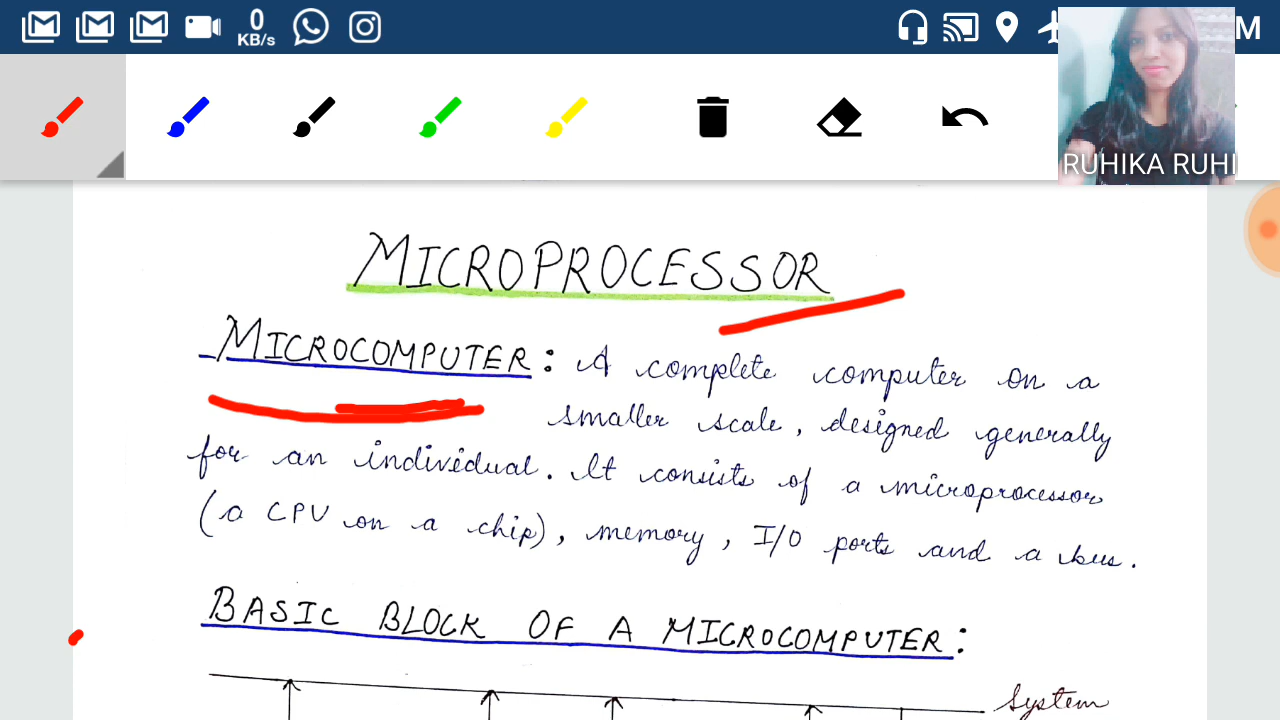 0
KB/s
M
RUHIKA RUHI
MICROPROCESSOR
MICROCOMPUTER : A complete computer on a
smaller scale, designed generally
for an individual. It consists of a microprocessor
(a CPU on a chip), memory, I/O ports and a bus.
BASIC BLOCK OF A MICROCOMPUTER :
System